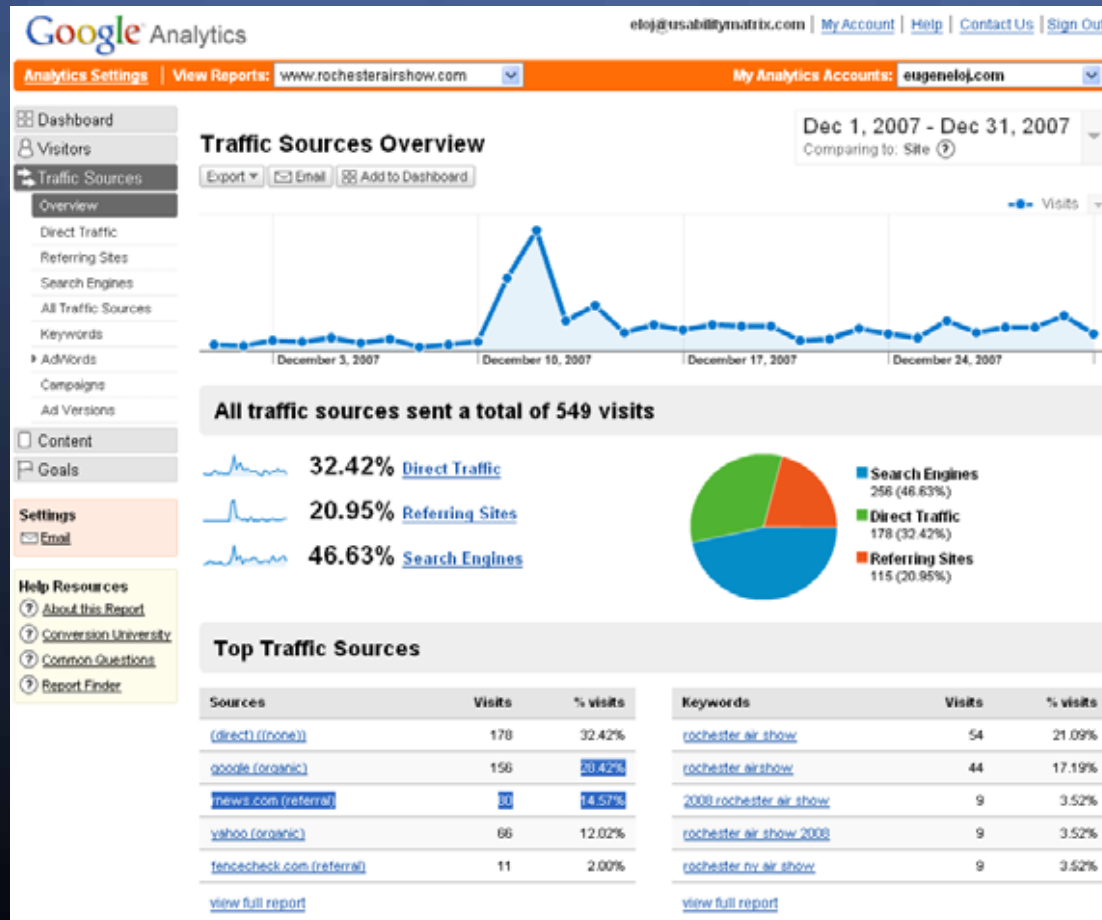 Google Analytics
eloj@usabilitymatrix.com | My Account | Help | Contact Us | Sign Out
Analytics Settings | View Reports: www.rochesterairshow.com My Analytics Accounts: eugeneloj.com
Dashboard
Visitors
Traffic Sources
Overview
Direct Traffic
Referring Sites
Search Engines
All Traffic Sources
Keywords
AdWords
Campaigns
Ad Versions
Content
Goals
Settings
Email
Help Resources
About this Report
Conversion University
Common Questions
Report Finder
Traffic Sources Overview
Dec 1, 2007 - Dec 31, 2007
Comparing to: Site
Export Email Add to Dashboard
Visits
December 3, 2007 December 10, 2007 December 17, 2007 December 24, 2007
All traffic sources sent a total of 549 visits
32.42% Direct Traffic
20.95% Referring Sites
46.63% Search Engines
Search Engines
256 (46.63%)
Direct Traffic
178 (32.42%)
Referring Sites
115 (20.95%)
Top Traffic Sources
Sources Visits % visits
(direct) ((none)) 178 32.42%
google (organic) 156 28.42%
rnews.com (referral) 80 14.57%
yahoo (organic) 66 12.02%
fencecheck.com (referral) 11 2.00%
view full report
Keywords Visits % visits
rochester air show 54 21.09%
rochester airshow 44 17.19%
2008 rochester air show 9 3.52%
rochester air show 2008 9 3.52%
rochester ny air show 9 3.52%
view full report